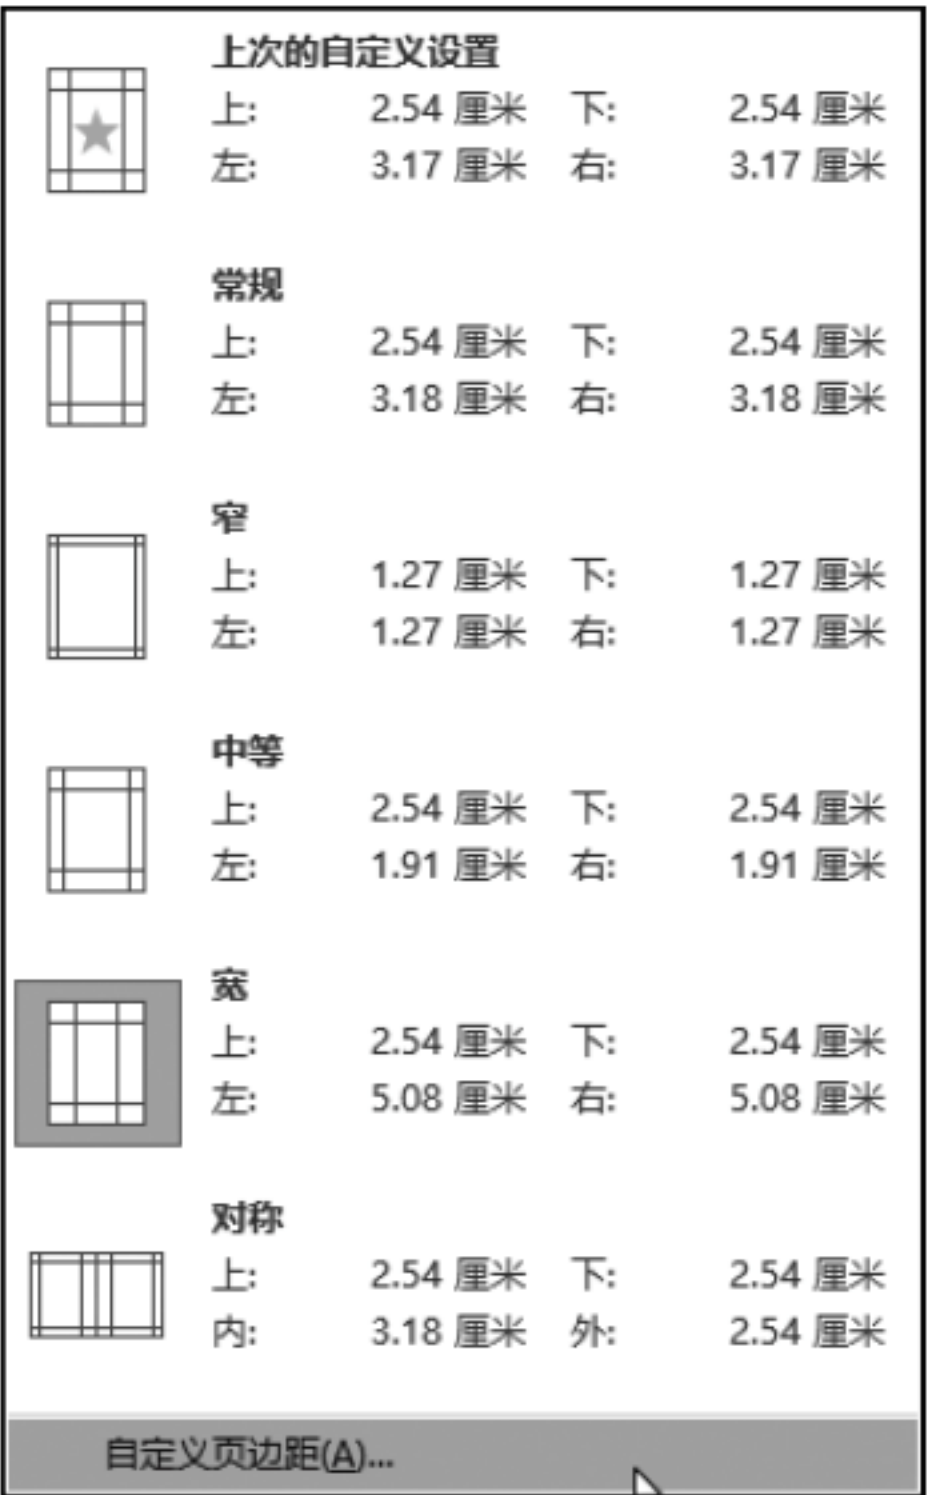 上次的自定义设置
上: 2.54 厘米 下: 2.54 厘米
左: 3.17 厘米 右: 3.17 厘米
常规
上: 2.54 厘米 下: 2.54 厘米
左: 3.18 厘米 右: 3.18 厘米
窄
上: 1.27 厘米 下: 1.27 厘米
左: 1.27 厘米 右: 1.27 厘米
中等
上: 2.54 厘米 下: 2.54 厘米
左: 1.91 厘米 右: 1.91 厘米
宽
上: 2.54 厘米 下: 2.54 厘米
左: 5.08 厘米 右: 5.08 厘米
对称
上: 2.54 厘米 下: 2.54 厘米
内: 3.18 厘米 外: 2.54 厘米
自定义页边距(A)...